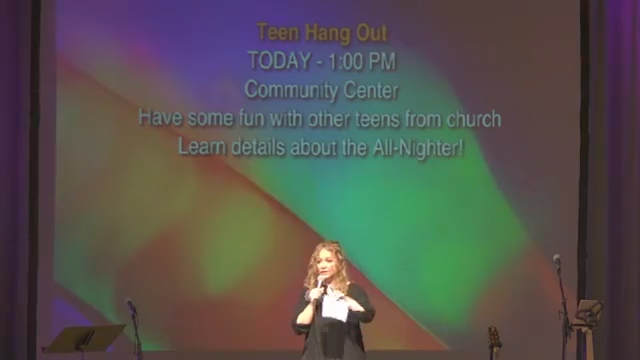 Teen Hang Out
TODAY - 1:00 PM
Community Center
Have some fun with other teens from church
Learn details about the All-Nighter!